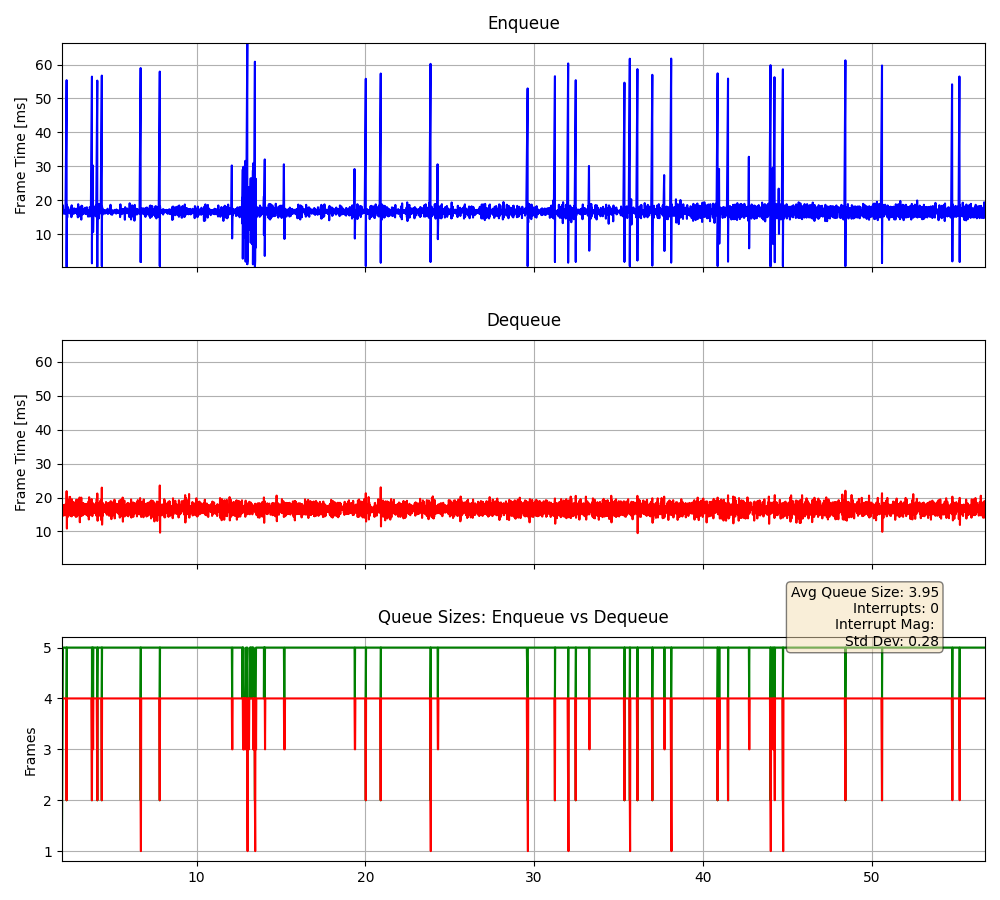 Enqueue
Frame Time [ms]
60
50
40
30
20
10
Dequeue
Frame Time [ms]
60
50
40
30
20
10
Avg Queue Size: 3.95
Interrupts: 0
Interrupt Mag:
Std Dev: 0.28
Queue Sizes: Enqueue vs Dequeue
Frames
5
4
3
2
1
10 20 30 40 50